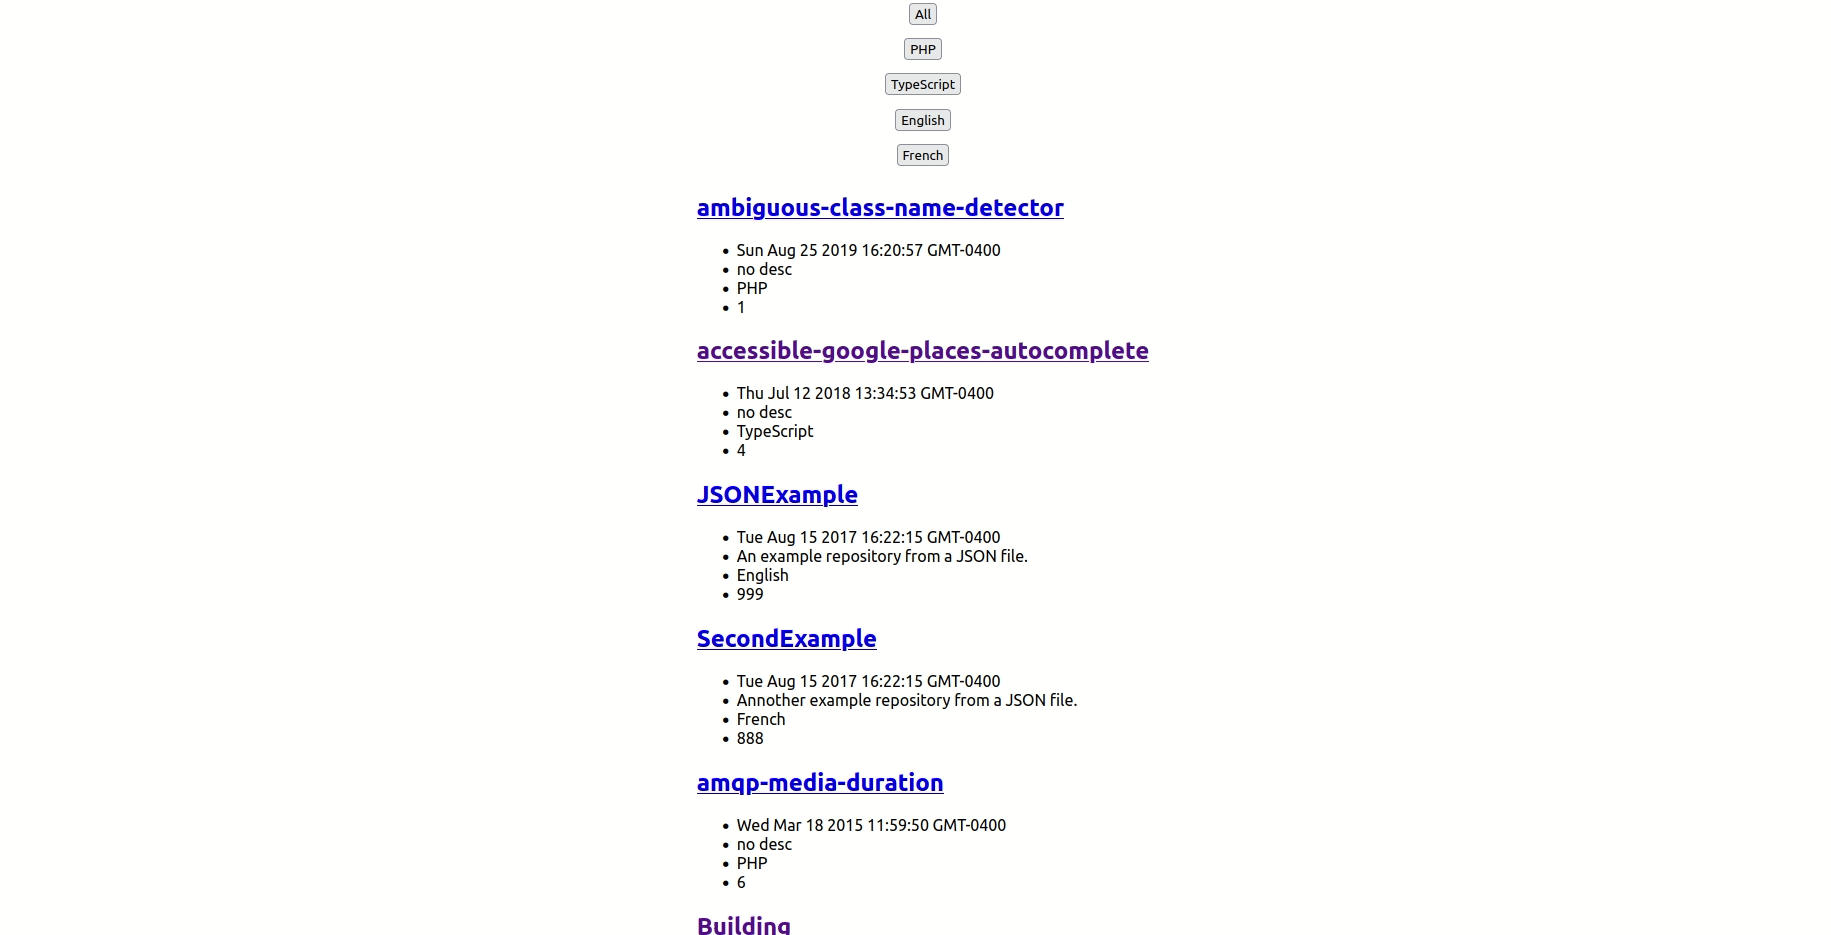 All
PHP
TypeScript
English
French
ambiguous-class-name-detector
Sun Aug 25 2019 16:20:57 GMT-0400
no desc
PHP
1
accessible-google-places-autocomplete
Thu Jul 12 2018 13:34:53 GMT-0400
no desc
TypeScript
4
JSONExample
Tue Aug 15 2017 16:22:15 GMT-0400
An example repository from a JSON file.
English
999
SecondExample
Tue Aug 15 2017 16:22:15 GMT-0400
Annother example repository from a JSON file.
French
888
amqp-media-duration
Wed Mar 18 2015 11:59:50 GMT-0400
no desc
PHP
6
Building